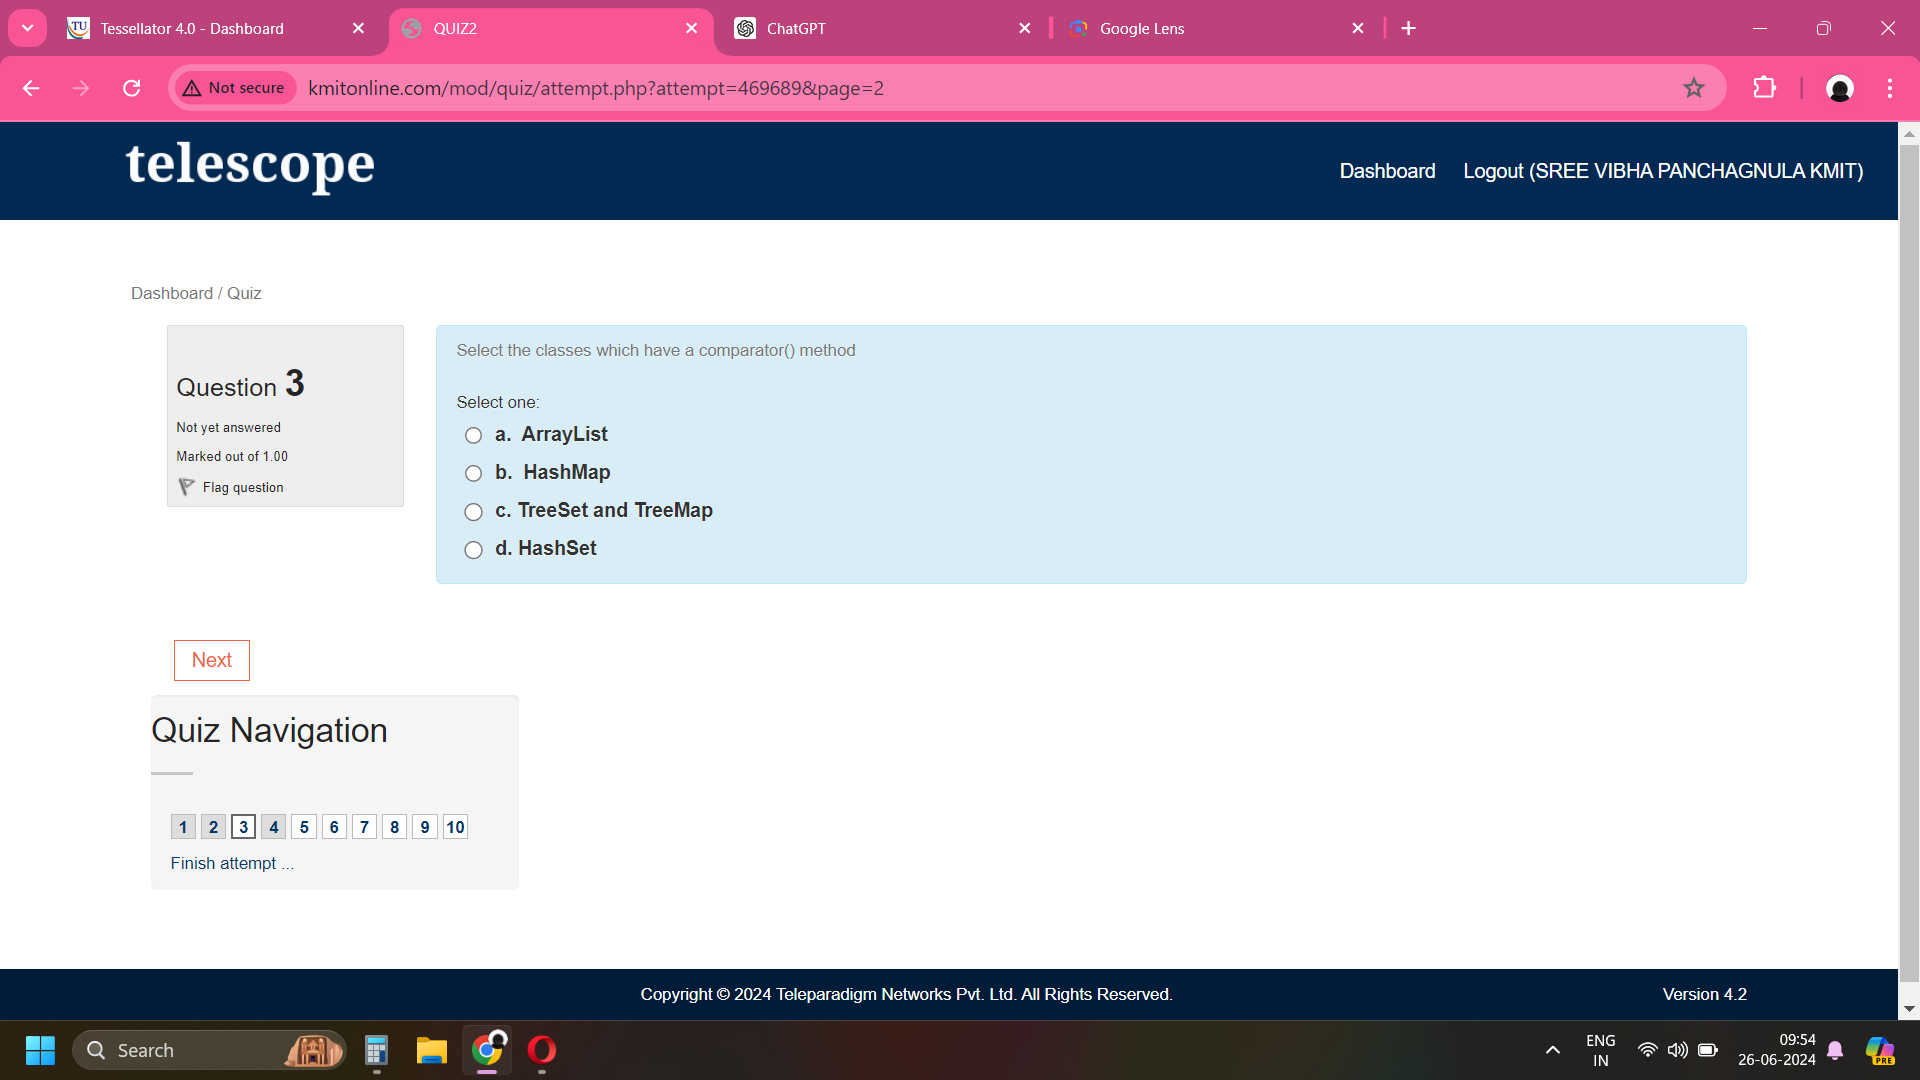 Tessellator 4.0 - Dashboard
QUIZ2
ChatGPT
Google Lens
Not secure
kmitonline.com/mod/quiz/attempt.php?attempt=469689&page=2
telescope
Dashboard
Logout (SREE VIBHA PANCHAGNULA KMIT)
Dashboard / Quiz
Question 3
Not yet answered
Marked out of 1.00
Flag question
Select the classes which have a comparator() method
Select one:
a. ArrayList
b. HashMap
c. TreeSet and TreeMap
d. HashSet
Next
Quiz Navigation
1 2 3 4 5 6 7 8 9 10
Finish attempt ...
Copyright © 2024 Teleparadigm Networks Pvt. Ltd. All Rights Reserved.
Version 4.2
Search
ENG
IN
09:54
26-06-2024
PRE